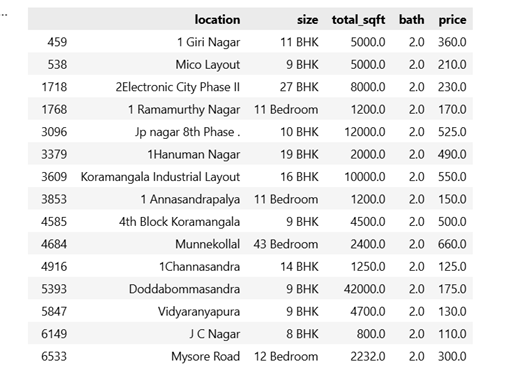 location size total_sqft bath price
459 1 Giri Nagar 11 BHK 5000.0 2.0 360.0
538 Mico Layout 9 BHK 5000.0 2.0 210.0
1718 2Electronic City Phase II 27 BHK 8000.0 2.0 230.0
1768 1 Ramamurthy Nagar 11 Bedroom 1200.0 2.0 170.0
3096 Jp nagar 8th Phase . 10 BHK 12000.0 2.0 525.0
3379 1Hanuman Nagar 19 BHK 2000.0 2.0 490.0
3609 Koramangala Industrial Layout 16 BHK 10000.0 2.0 550.0
3853 1 Annasandrapalya 11 Bedroom 1200.0 2.0 150.0
4585 4th Block Koramangala 9 BHK 4500.0 2.0 500.0
4684 Munnekollal 43 Bedroom 2400.0 2.0 660.0
4916 1Channasandra 14 BHK 1250.0 2.0 125.0
5393 Doddabommasandra 9 BHK 42000.0 2.0 175.0
5847 Vidyaranyapura 9 BHK 4700.0 2.0 130.0
6149 J C Nagar 8 BHK 800.0 2.0 110.0
6533 Mysore Road 12 Bedroom 2232.0 2.0 300.0